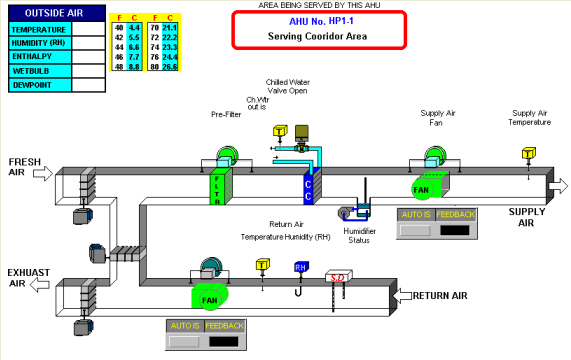 AREA BEING SERVED BY THIS AHU
OUTSIDE AIR
TEMPERATURE
HUMIDITY (RH)
ENTHALPY
WETBULB
DEWPOINT
F C F C
40 4.4 70 21.1
42 5.5 72 22.2
44 6.6 74 23.3
46 7.7 76 24.4
48 8.8 80 26.6
AHU No. HP1-1
Serving Cooridor Area
Chilled Water
Valve Open
Ch.Wtr
out is
Pre-Filter
Supply Air
Fan
Supply Air
Temperature
T
T
FRESH
AIR
FLTR
CC
FAN
SUPPLY
AIR
AUTO IS FEEDBACK
Humidifier
Status
Return Air
Temperature Humidity (RH)
EXHUAST
AIR
T
RH
S.D
FAN
RETURN AIR
AUTO IS FEEDBACK